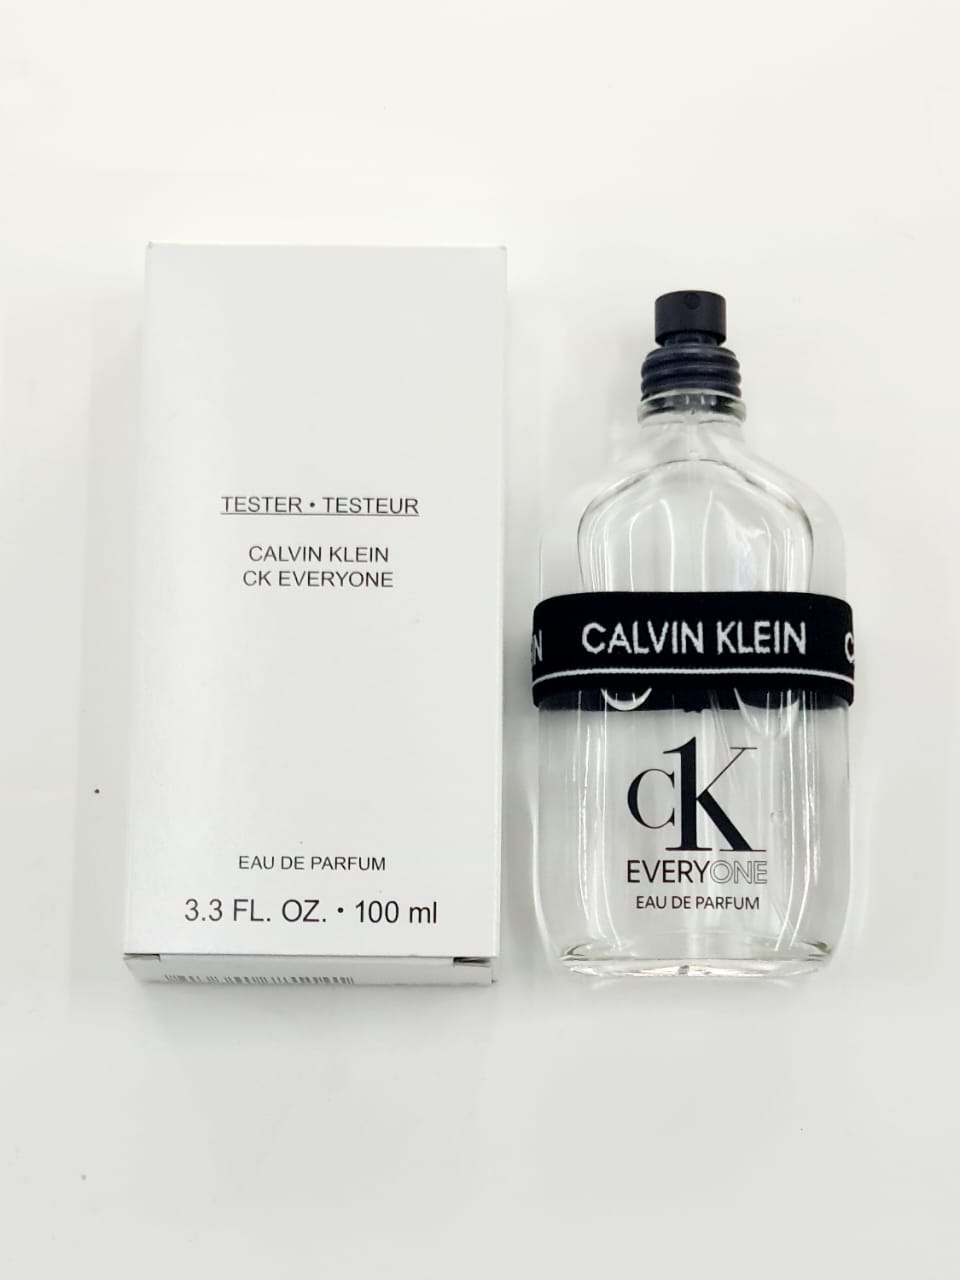 TESTER • TESTEUR
CALVIN KLEIN
CK EVERYONE
EAU DE PARFUM
3.3 FL. OZ. • 100 ml
CALVIN KLEIN
cK
EVERYONE
EAU DE PARFUM